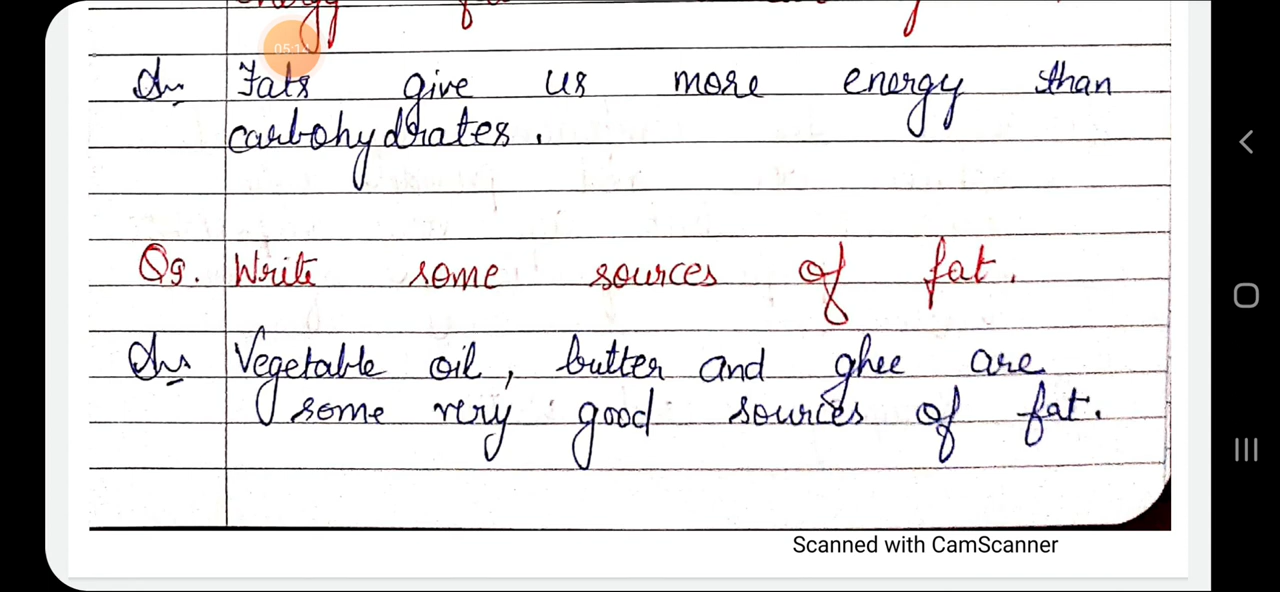 Ans Fats give us more energy than
carbohydrates.
Q9. Write some sources of fat.
Ans Vegetable oil, butter and ghee are
some very good sources of fat.
Scanned with CamScanner